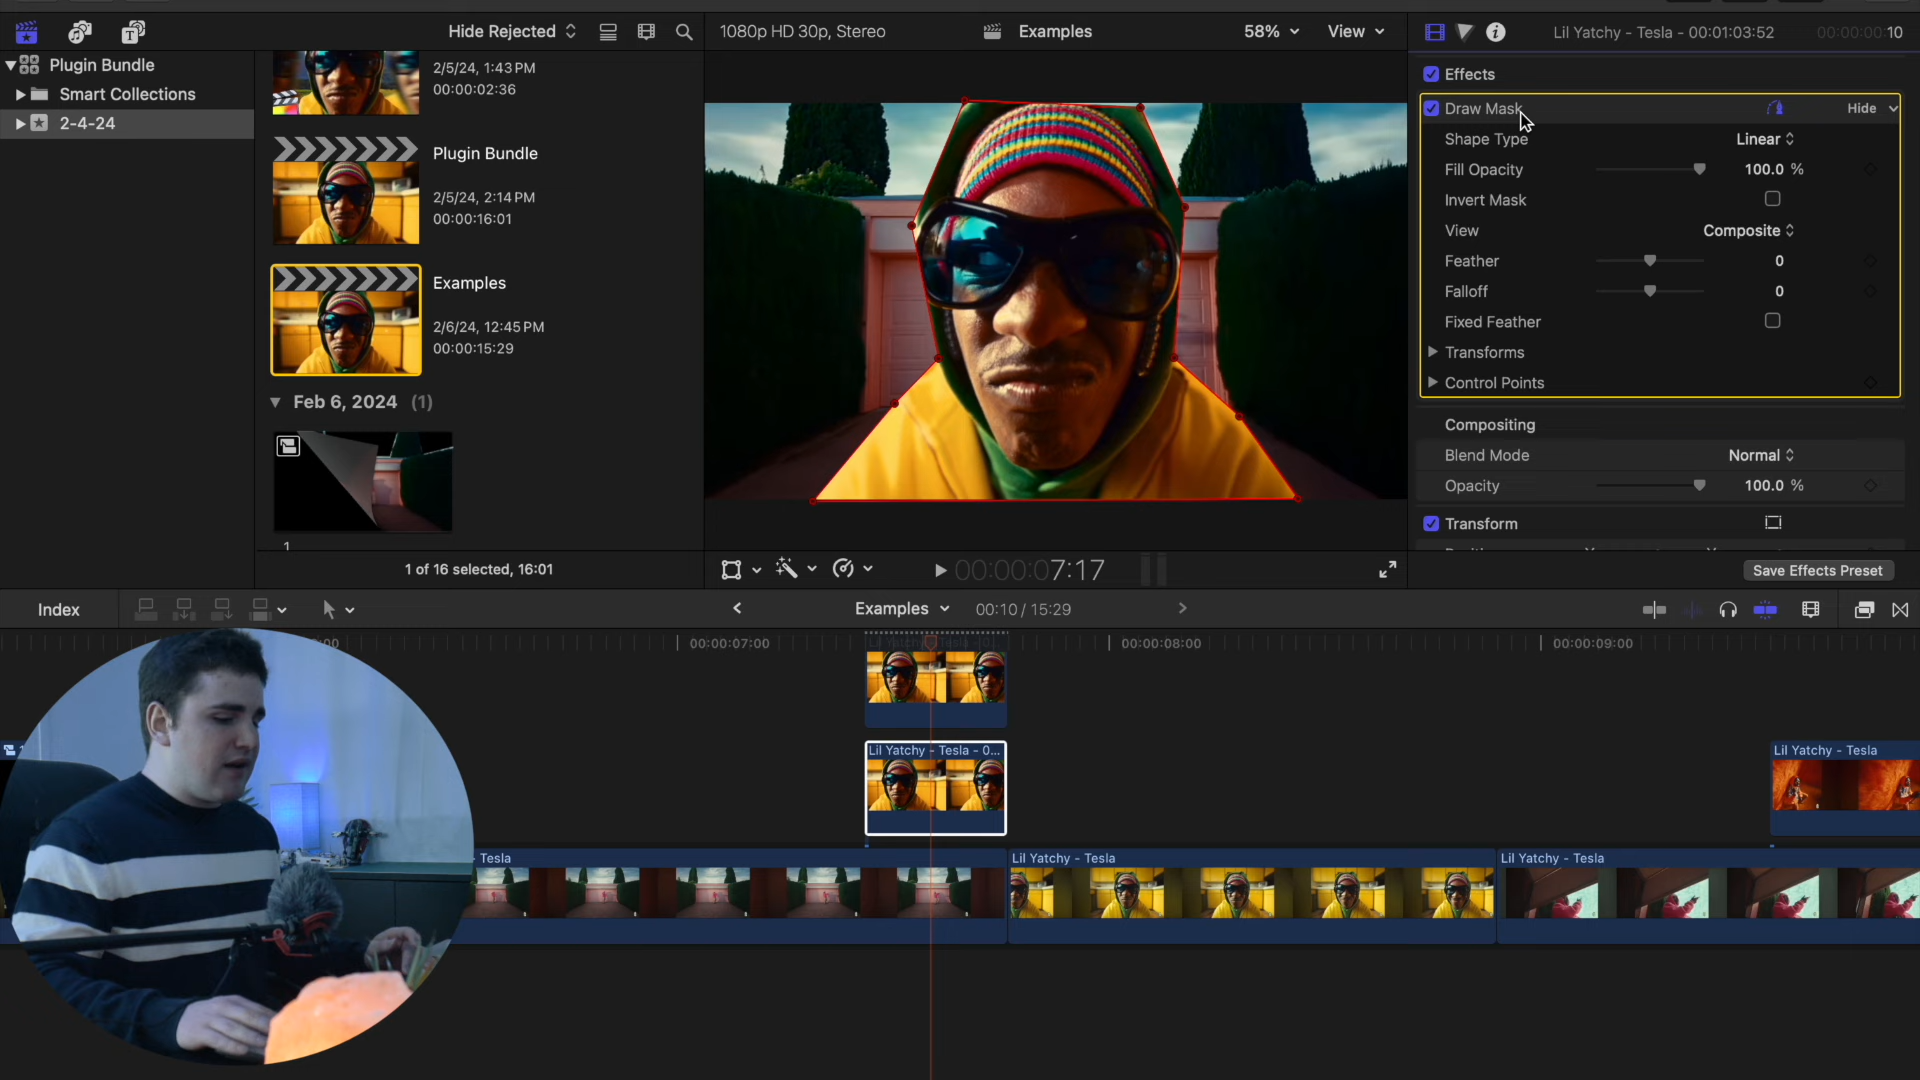 Hide Rejected
1080p HD 30p, Stereo
Examples
58%
View
Lil Yatchy - Tesla - 00:01:03:52
00:00:00:10
Plugin Bundle
Smart Collections
2-4-24
2/5/24, 1:43 PM
00:00:02:36
Plugin Bundle
2/5/24, 2:14 PM
00:00:16:01
Examples
2/6/24, 12:45 PM
00:00:15:29
Feb 6, 2024 (1)
1
1 of 16 selected, 16:01
00:00:07:17
Effects
Draw Mask
Hide
Shape Type
Linear
Fill Opacity
100.0 %
Invert Mask
View
Composite
Feather
0
Falloff
0
Fixed Feather
Transforms
Control Points
Compositing
Blend Mode
Normal
Opacity
100.0 %
Transform
Save Effects Preset
Index
Examples
00:10 / 15:29
00:00:07:00
00:00:08:00
00:00:09:00
Lil Yatchy - Tesla - 0...
Lil Yatchy - Tesla
- Tesla
Lil Yatchy - Tesla
Lil Yatchy - Tesla